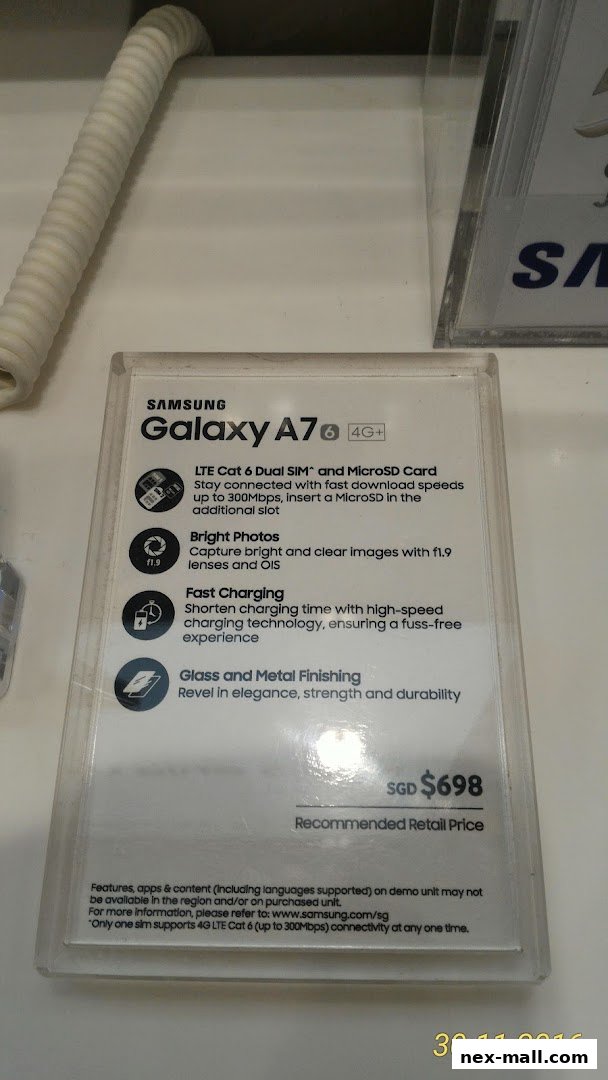 SAMSUNG
Galaxy A7 6 4G+
LTE Cat 6 Dual SIM^ and MicroSD Card
Stay connected with fast download speeds
up to 300Mbps, insert a MicroSD in the
additional slot
f1.9
Bright Photos
Capture bright and clear images with f1.9
lenses and OIS
Fast Charging
Shorten charging time with high-speed
charging technology, ensuring a fuss-free
experience
Glass and Metal Finishing
Revel in elegance, strength and durability
SGD $698
Recommended Retail Price
Features, apps & content (including languages supported) on demo unit may not
be available in the region and/or on purchased unit.
For more information, please refer to: www.samsung.com/sg
^Only one sim supports 4G LTE Cat 6 (up to 300Mbps) connectivity at any one time.
nex-mall.com